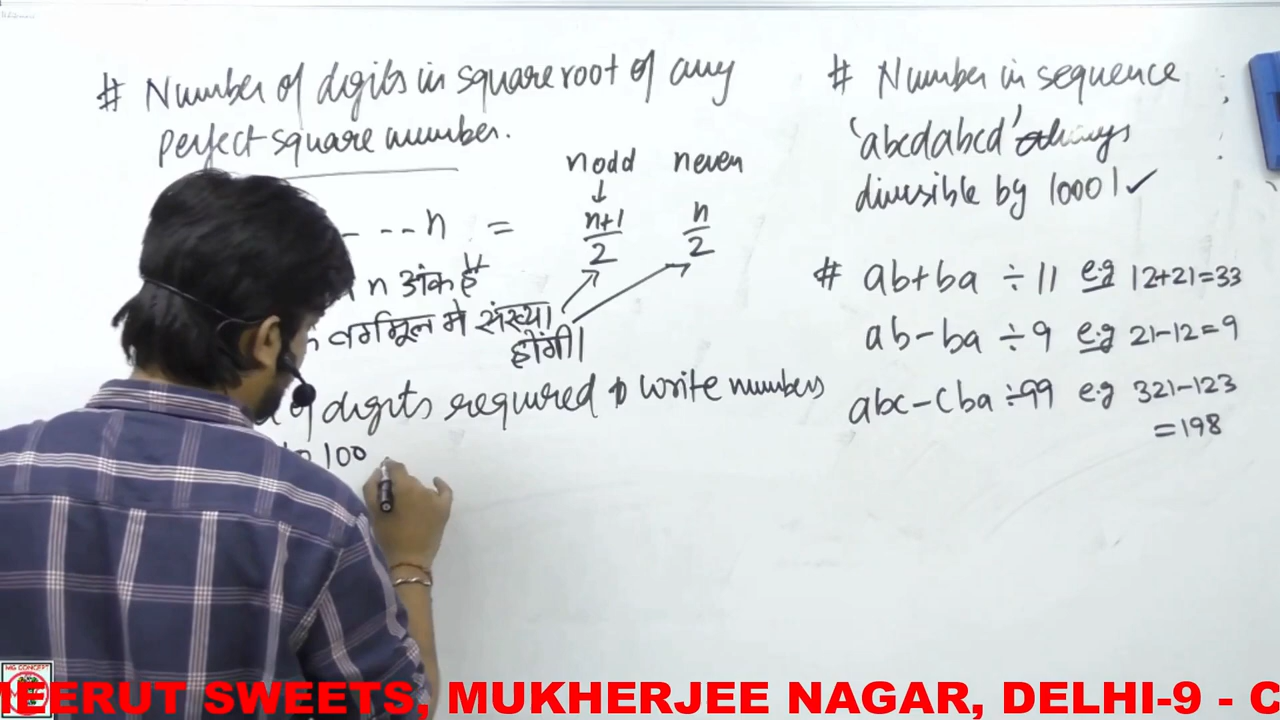 # Number of digits in square root of any
perfect square number.
n odd n even
↓
- --- n = n+1/2 n/2
n अंक हैं
वर्गमूल में संख्या
होंगी।
of digits required to write numbers
to 100
# Number in sequence
'abcdabcd' always
divisible by 10001 ✓
# ab+ba ÷ 11 e.g 12+21=33
ab-ba ÷ 9 e.g 21-12=9
abc-cba ÷ 99 e.g 321-123
=198
MG CONCEPT
MEERUT SWEETS, MUKHERJEE NAGAR, DELHI-9 - C